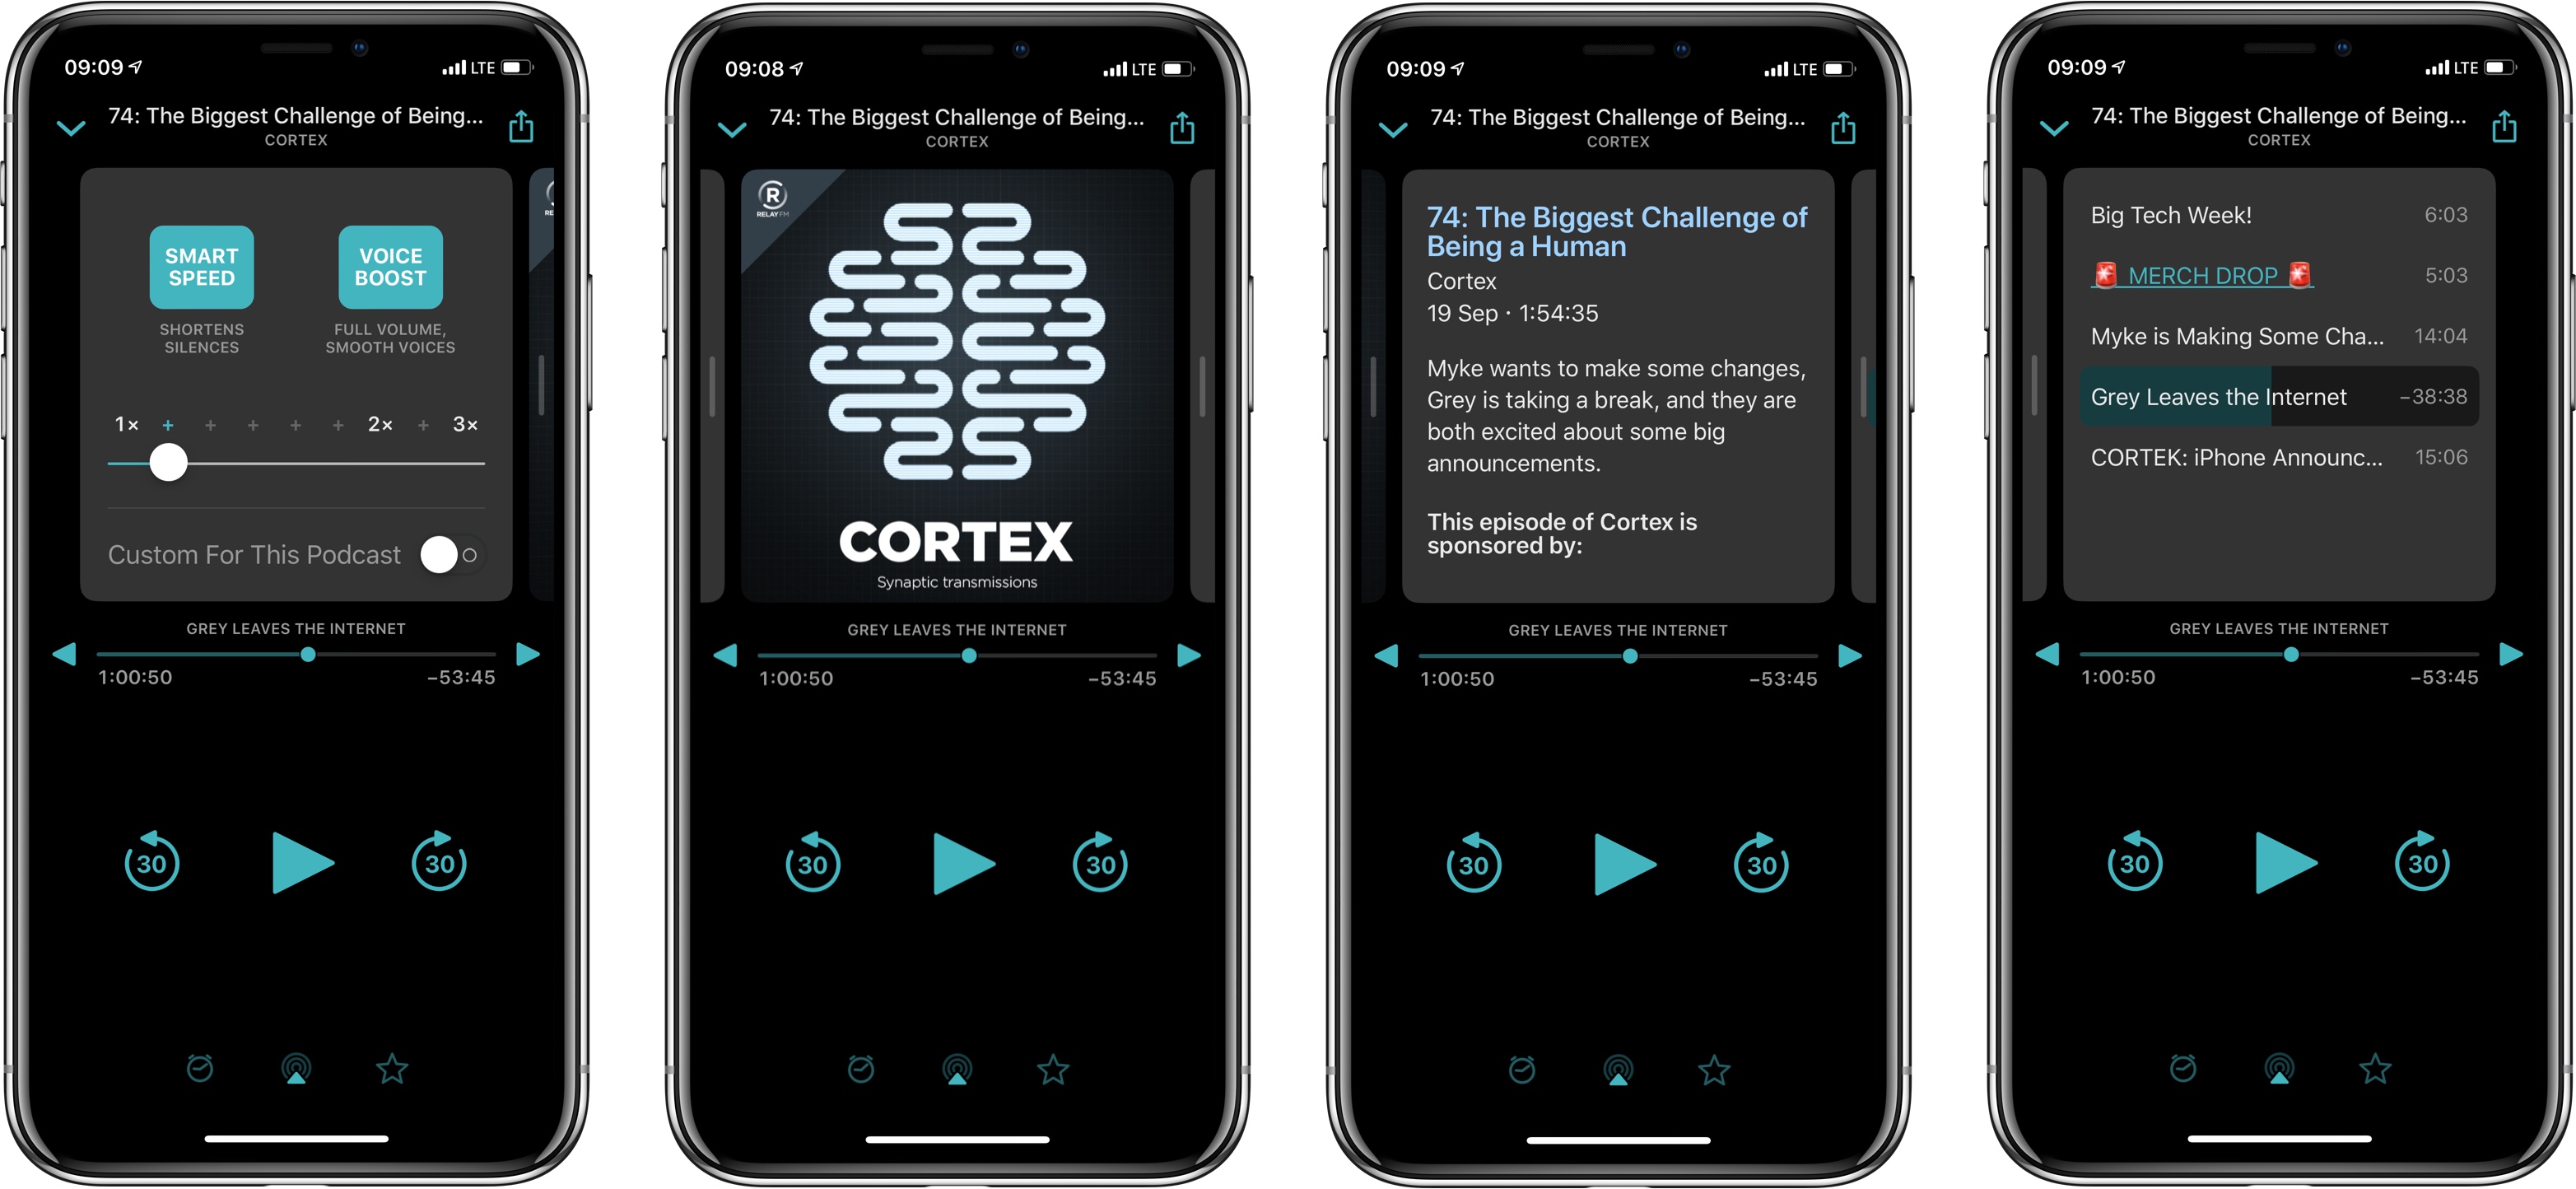 09:09
LTE
74: The Biggest Challenge of Being...
CORTEX
RE
SMART
SPEED
VOICE
BOOST
SHORTENS
SILENCES
FULL VOLUME,
SMOOTH VOICES
1× + + + + + 2× + 3×
Custom For This Podcast
GREY LEAVES THE INTERNET
1:00:50
−53:45
30
30
09:08
LTE
74: The Biggest Challenge of Being...
CORTEX
R
RELAY FM
CORTEX
Synaptic transmissions
GREY LEAVES THE INTERNET
1:00:50
−53:45
30
30
09:09
LTE
74: The Biggest Challenge of Being...
CORTEX
74: The Biggest Challenge of
Being a Human
Cortex
19 Sep · 1:54:35
Myke wants to make some changes,
Grey is taking a break, and they are
both excited about some big
announcements.
This episode of Cortex is
sponsored by:
GREY LEAVES THE INTERNET
1:00:50
−53:45
30
30
09:09
LTE
74: The Biggest Challenge of Being...
CORTEX
Big Tech Week! 6:03
🚨 MERCH DROP 🚨 5:03
Myke is Making Some Cha... 14:04
Grey Leaves the Internet −38:38
CORTEK: iPhone Announc... 15:06
GREY LEAVES THE INTERNET
1:00:50
−53:45
30
30